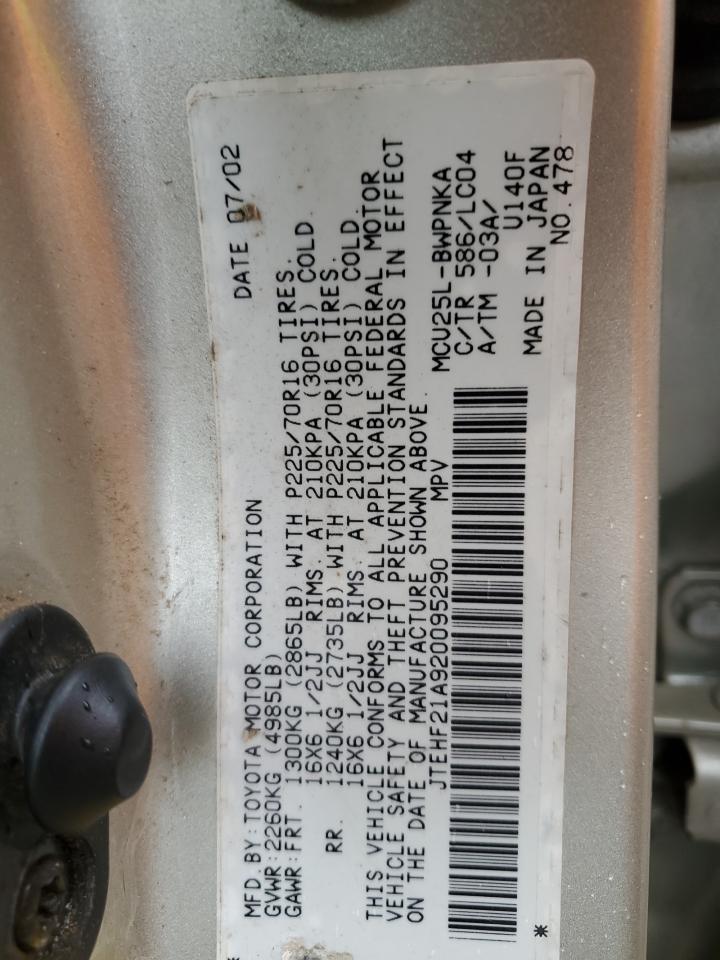 MFD.BY:TOYOTA MOTOR CORPORATION DATE 07/02
GVWR:2260KG (4985LB)
GAWR:FRT. 1300KG (2865LB) WITH P225/70R16 TIRES.
16X6 1/2JJ RIMS. AT 210KPA (30PSI) COLD.
RR. 1240KG (2735LB) WITH P225/70R16 TIRES.
16X6 1/2JJ RIMS. AT 210KPA (30PSI) COLD.
THIS VEHICLE CONFORMS TO ALL APPLICABLE FEDERAL MOTOR
VEHICLE SAFETY AND THEFT PREVENTION STANDARDS IN EFFECT
ON THE DATE OF MANUFACTURE SHOWN ABOVE.
JTEHF21A920095290 MPV
MCU25L-BWPNKA
C/TR 586/LC04
A/TM -03A/
U140F
MADE IN JAPAN
NO.478